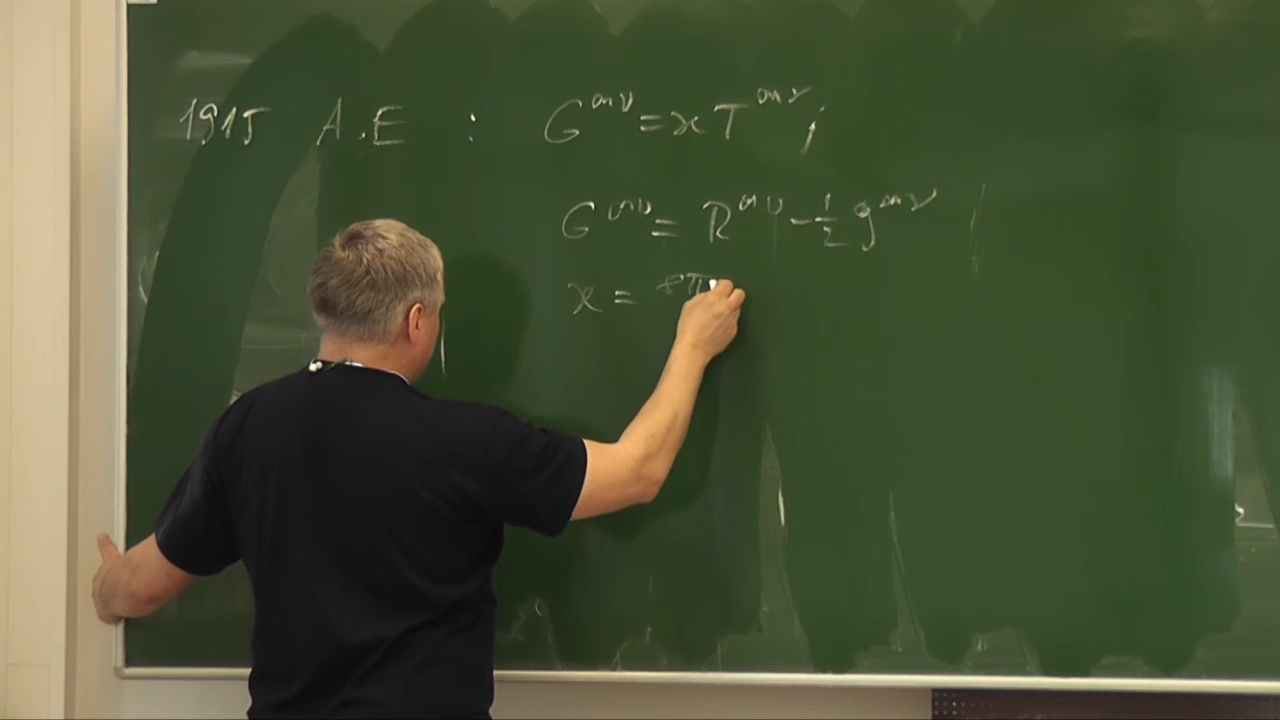 1915 A.E : G^μν = ϰ T^μν ;
G^μν = R^μν - 1/2 g^μν
ϰ = 8π